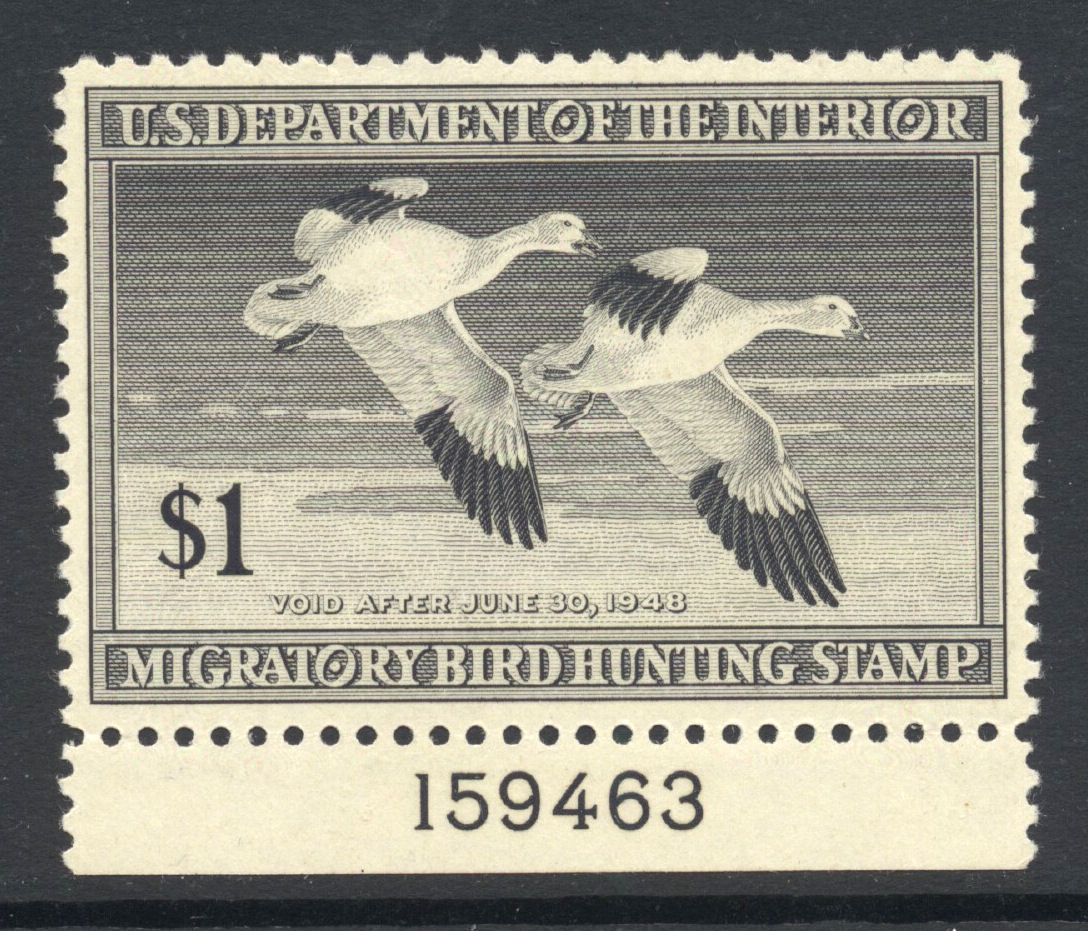 U.S. DEPARTMENT OF THE INTERIOR
$1
VOID AFTER JUNE 30, 1948
MIGRATORY BIRD HUNTING STAMP
159463